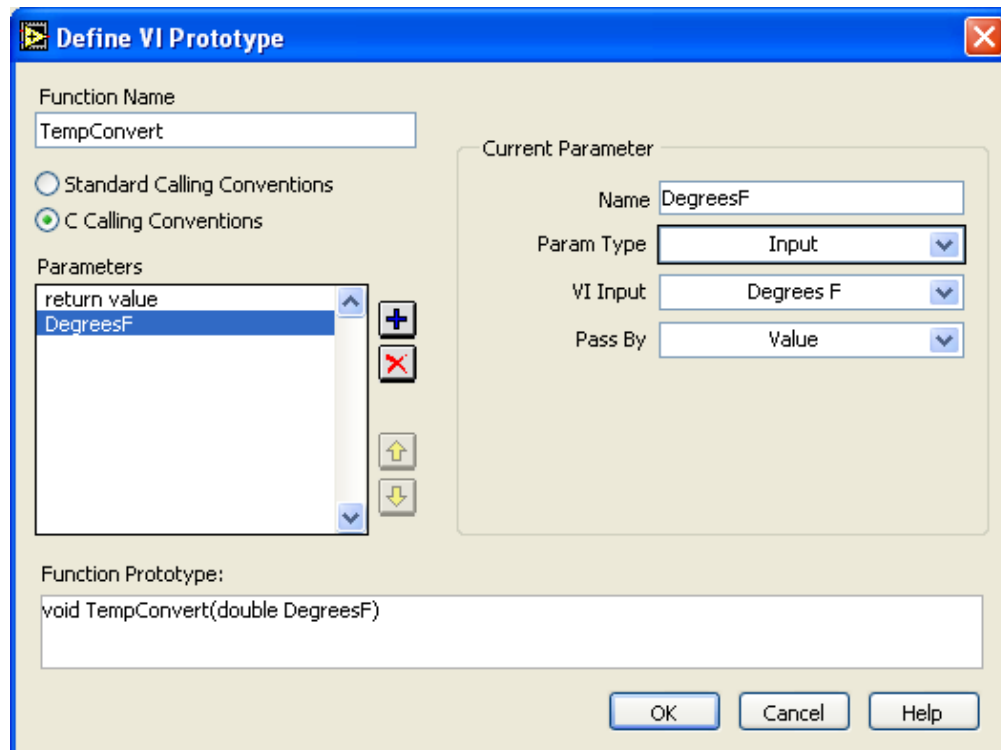 Define VI Prototype
Function Name
TempConvert
Standard Calling Conventions
C Calling Conventions
Parameters
return value
DegreesF
Current Parameter
Name DegreesF
Param Type Input
VI Input Degrees F
Pass By Value
Function Prototype:
void TempConvert(double DegreesF)
OK Cancel Help